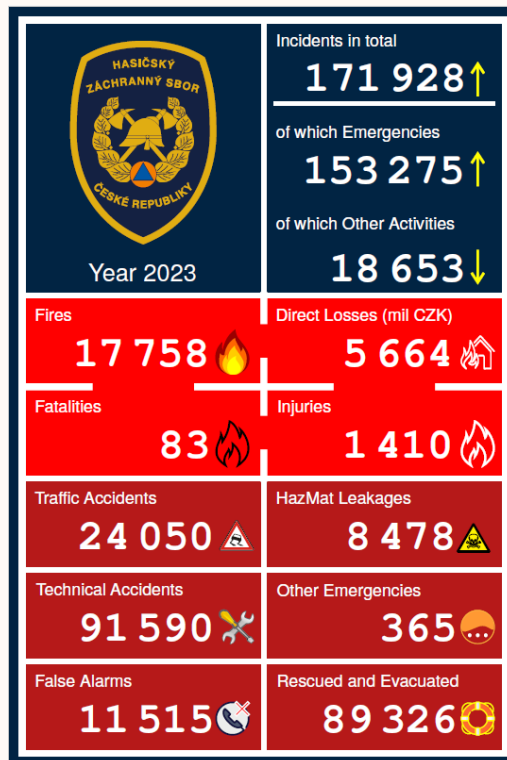 HASIČSKÝ
ZÁCHRANNÝ SBOR
ČESKÉ REPUBLIKY
Year 2023
Incidents in total
171 928↑
of which Emergencies
153 275↑
of which Other Activities
18 653↓
Fires
17 758
Direct Losses (mil CZK)
5 664
Fatalities
83
Injuries
1 410
Traffic Accidents
24 050
HazMat Leakages
8 478
Technical Accidents
91 590
Other Emergencies
365
False Alarms
11 515
Rescued and Evacuated
89 326